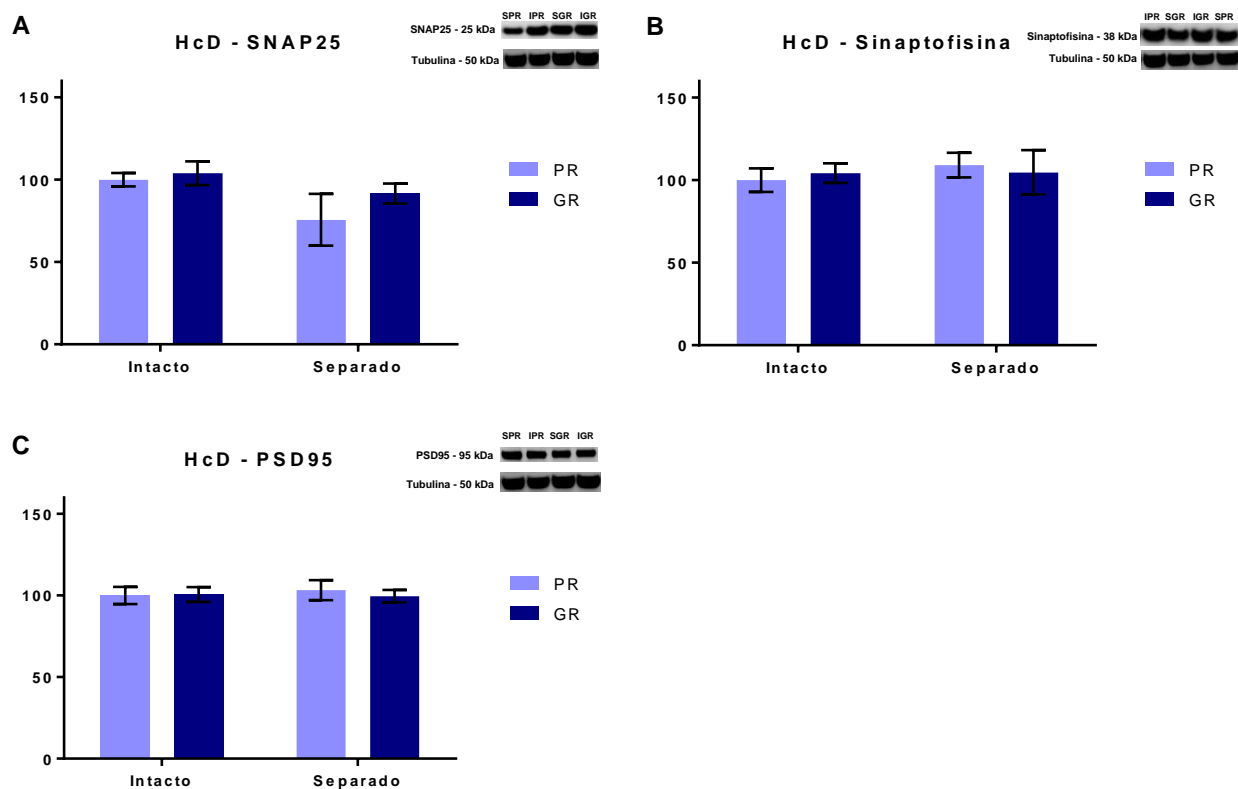 A
HcD - SNAP25
SPR IPR SGR IGR
SNAP25 - 25 kDa
Tubulina - 50 kDa
150
100
50
0
Intacto
Separado
PR
GR
B
HcD - Sinaptofisina
IPR SGR IGR SPR
Sinaptofisina - 38 kDa
Tubulina - 50 kDa
150
100
50
0
Intacto
Separado
PR
GR
C
HcD - PSD95
SPR IPR SGR IGR
PSD95 - 95 kDa
Tubulina - 50 kDa
150
100
50
0
Intacto
Separado
PR
GR